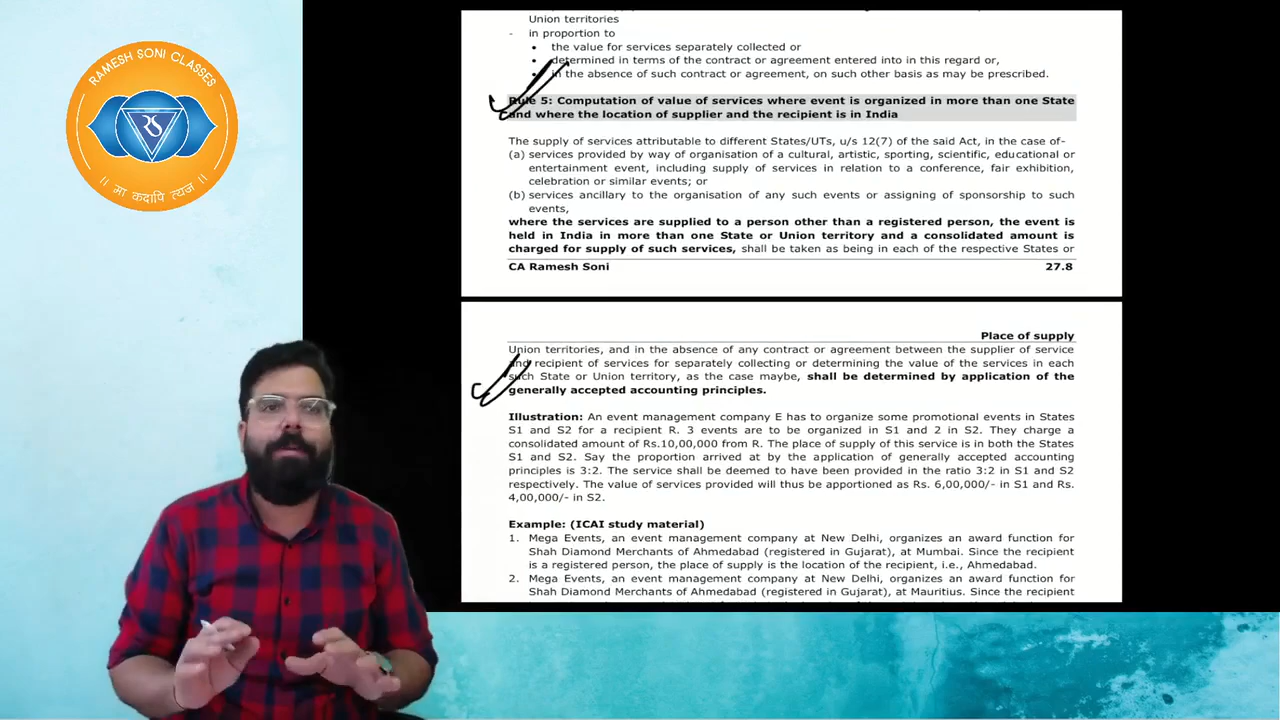 RAMESH SONI CLASSES
RS
॥ मा कदापि त्यज ॥
Union territories
- in proportion to
• the value for services separately collected or
• determined in terms of the contract or agreement entered into in this regard or,
• in the absence of such contract or agreement, on such other basis as may be prescribed.
Rule 5: Computation of value of services where event is organized in more than one State
and where the location of supplier and the recipient is in India
The supply of services attributable to different States/UTs, u/s 12(7) of the said Act, in the case of-
(a) services provided by way of organisation of a cultural, artistic, sporting, scientific, educational or
entertainment event, including supply of services in relation to a conference, fair exhibition,
celebration or similar events; or
(b) services ancillary to the organisation of any such events or assigning of sponsorship to such
events,
where the services are supplied to a person other than a registered person, the event is
held in India in more than one State or Union territory and a consolidated amount is
charged for supply of such services, shall be taken as being in each of the respective States or
CA Ramesh Soni 27.8
Place of supply
Union territories, and in the absence of any contract or agreement between the supplier of service
and recipient of services for separately collecting or determining the value of the services in each
such State or Union territory, as the case maybe, shall be determined by application of the
generally accepted accounting principles.
Illustration: An event management company E has to organize some promotional events in States
S1 and S2 for a recipient R. 3 events are to be organized in S1 and 2 in S2. They charge a
consolidated amount of Rs.10,00,000 from R. The place of supply of this service is in both the States
S1 and S2. Say the proportion arrived at by the application of generally accepted accounting
principles is 3:2. The service shall be deemed to have been provided in the ratio 3:2 in S1 and S2
respectively. The value of services provided will thus be apportioned as Rs. 6,00,000/- in S1 and Rs.
4,00,000/- in S2.
Example: (ICAI study material)
1. Mega Events, an event management company at New Delhi, organizes an award function for
Shah Diamond Merchants of Ahmedabad (registered in Gujarat), at Mumbai. Since the recipient
is a registered person, the place of supply is the location of the recipient, i.e., Ahmedabad.
2. Mega Events, an event management company at New Delhi, organizes an award function for
Shah Diamond Merchants of Ahmedabad (registered in Gujarat), at Mauritius. Since the recipient